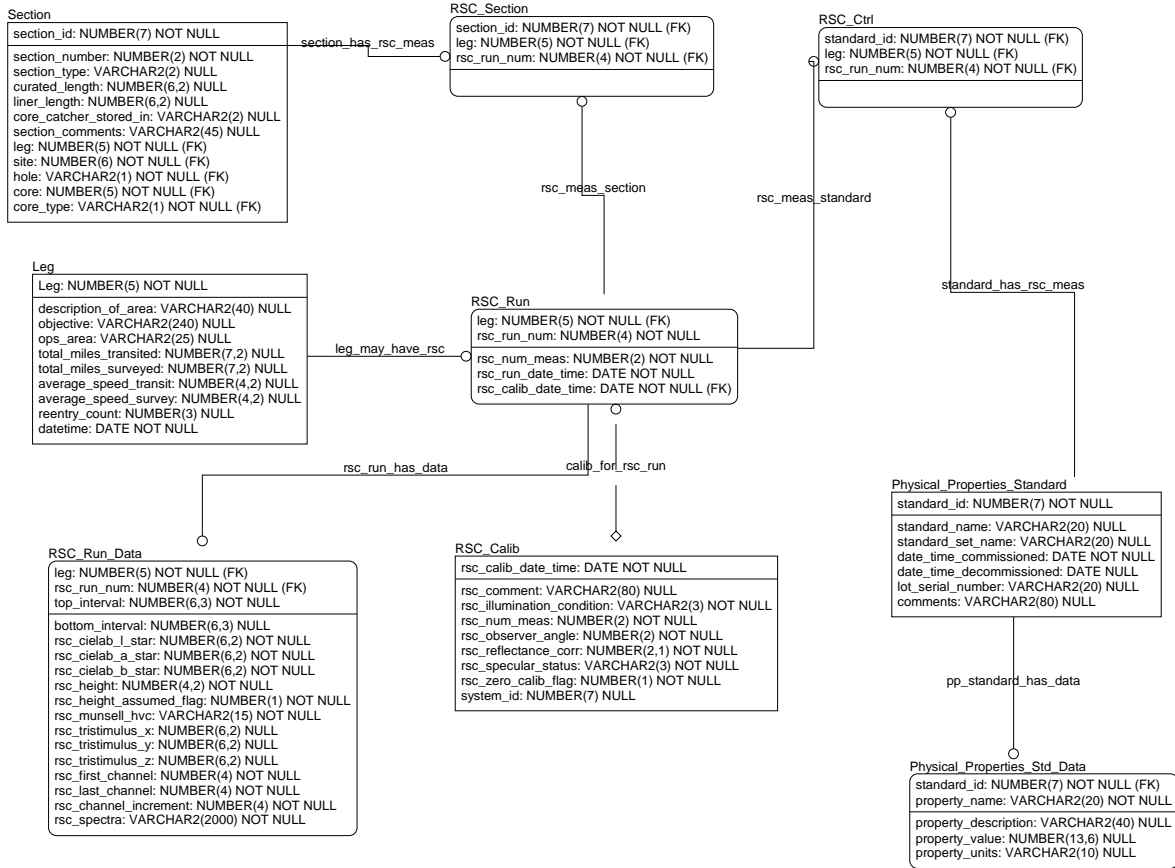 Section
section_id: NUMBER(7) NOT NULL
section_number: NUMBER(2) NOT NULL
section_type: VARCHAR2(2) NULL
curated_length: NUMBER(6,2) NULL
liner_length: NUMBER(6,2) NULL
core_catcher_stored_in: VARCHAR2(2) NULL
section_comments: VARCHAR2(45) NULL
leg: NUMBER(5) NOT NULL (FK)
site: NUMBER(6) NOT NULL (FK)
hole: VARCHAR2(1) NOT NULL (FK)
core: NUMBER(5) NOT NULL (FK)
core_type: VARCHAR2(1) NOT NULL (FK)
section_has_rsc_meas
RSC_Section
section_id: NUMBER(7) NOT NULL (FK)
leg: NUMBER(5) NOT NULL (FK)
rsc_run_num: NUMBER(4) NOT NULL (FK)
RSC_Ctrl
standard_id: NUMBER(7) NOT NULL (FK)
leg: NUMBER(5) NOT NULL (FK)
rsc_run_num: NUMBER(4) NOT NULL (FK)
rsc_meas_section
rsc_meas_standard
Leg
Leg: NUMBER(5) NOT NULL
description_of_area: VARCHAR2(40) NULL
objective: VARCHAR2(240) NULL
ops_area: VARCHAR2(25) NULL
total_miles_transited: NUMBER(7,2) NULL
total_miles_surveyed: NUMBER(7,2) NULL
average_speed_transit: NUMBER(4,2) NULL
average_speed_survey: NUMBER(4,2) NULL
reentry_count: NUMBER(3) NULL
datetime: DATE NOT NULL
leg_may_have_rsc
RSC_Run
leg: NUMBER(5) NOT NULL (FK)
rsc_run_num: NUMBER(4) NOT NULL
rsc_num_meas: NUMBER(2) NOT NULL
rsc_run_date_time: DATE NOT NULL
rsc_calib_date_time: DATE NOT NULL (FK)
standard_has_rsc_meas
rsc_run_has_data
calib_for_rsc_run
RSC_Run_Data
leg: NUMBER(5) NOT NULL (FK)
rsc_run_num: NUMBER(4) NOT NULL (FK)
top_interval: NUMBER(6,3) NOT NULL
bottom_interval: NUMBER(6,3) NULL
rsc_cielab_l_star: NUMBER(6,2) NOT NULL
rsc_cielab_a_star: NUMBER(6,2) NOT NULL
rsc_cielab_b_star: NUMBER(6,2) NOT NULL
rsc_height: NUMBER(4,2) NOT NULL
rsc_height_assumed_flag: NUMBER(1) NOT NULL
rsc_munsell_hvc: VARCHAR2(15) NOT NULL
rsc_tristimulus_x: NUMBER(6,2) NULL
rsc_tristimulus_y: NUMBER(6,2) NULL
rsc_tristimulus_z: NUMBER(6,2) NULL
rsc_first_channel: NUMBER(4) NOT NULL
rsc_last_channel: NUMBER(4) NOT NULL
rsc_channel_increment: NUMBER(4) NOT NULL
rsc_spectra: VARCHAR2(2000) NOT NULL
RSC_Calib
rsc_calib_date_time: DATE NOT NULL
rsc_comment: VARCHAR2(80) NULL
rsc_illumination_condition: VARCHAR2(3) NOT NULL
rsc_num_meas: NUMBER(2) NOT NULL
rsc_observer_angle: NUMBER(2) NOT NULL
rsc_reflectance_corr: NUMBER(2,1) NOT NULL
rsc_specular_status: VARCHAR2(3) NOT NULL
rsc_zero_calib_flag: NUMBER(1) NOT NULL
system_id: NUMBER(7) NULL
Physical_Properties_Standard
standard_id: NUMBER(7) NOT NULL
standard_name: VARCHAR2(20) NULL
standard_set_name: VARCHAR2(20) NULL
date_time_commissioned: DATE NOT NULL
date_time_decommissioned: DATE NULL
lot_serial_number: VARCHAR2(20) NULL
comments: VARCHAR2(80) NULL
pp_standard_has_data
Physical_Properties_Std_Data
standard_id: NUMBER(7) NOT NULL (FK)
property_name: VARCHAR2(20) NOT NULL
property_description: VARCHAR2(40) NULL
property_value: NUMBER(13,6) NULL
property_units: VARCHAR2(10) NULL